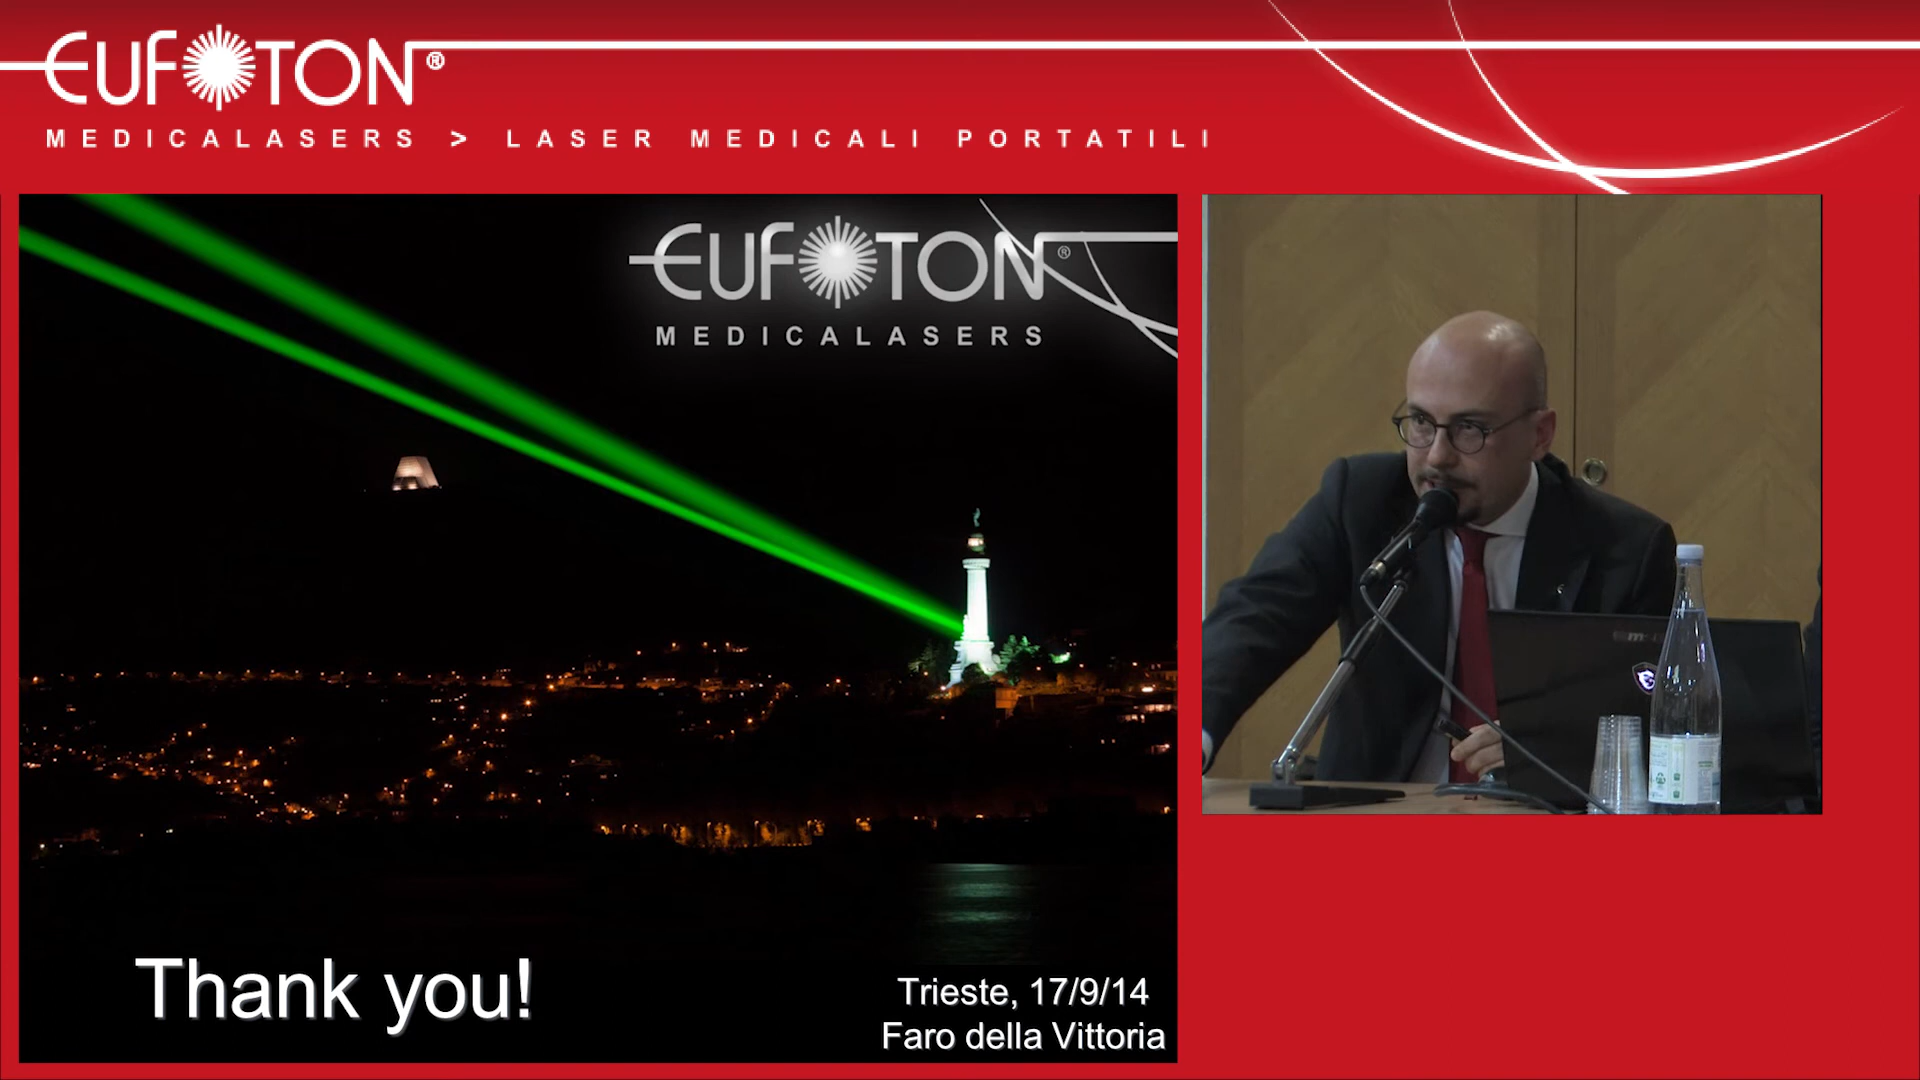 EUFOTON®
MEDICALASERS > LASER MEDICALI PORTATILI
EUFOTON®
MEDICALASERS
Thank you!
Trieste, 17/9/14
Faro della Vittoria